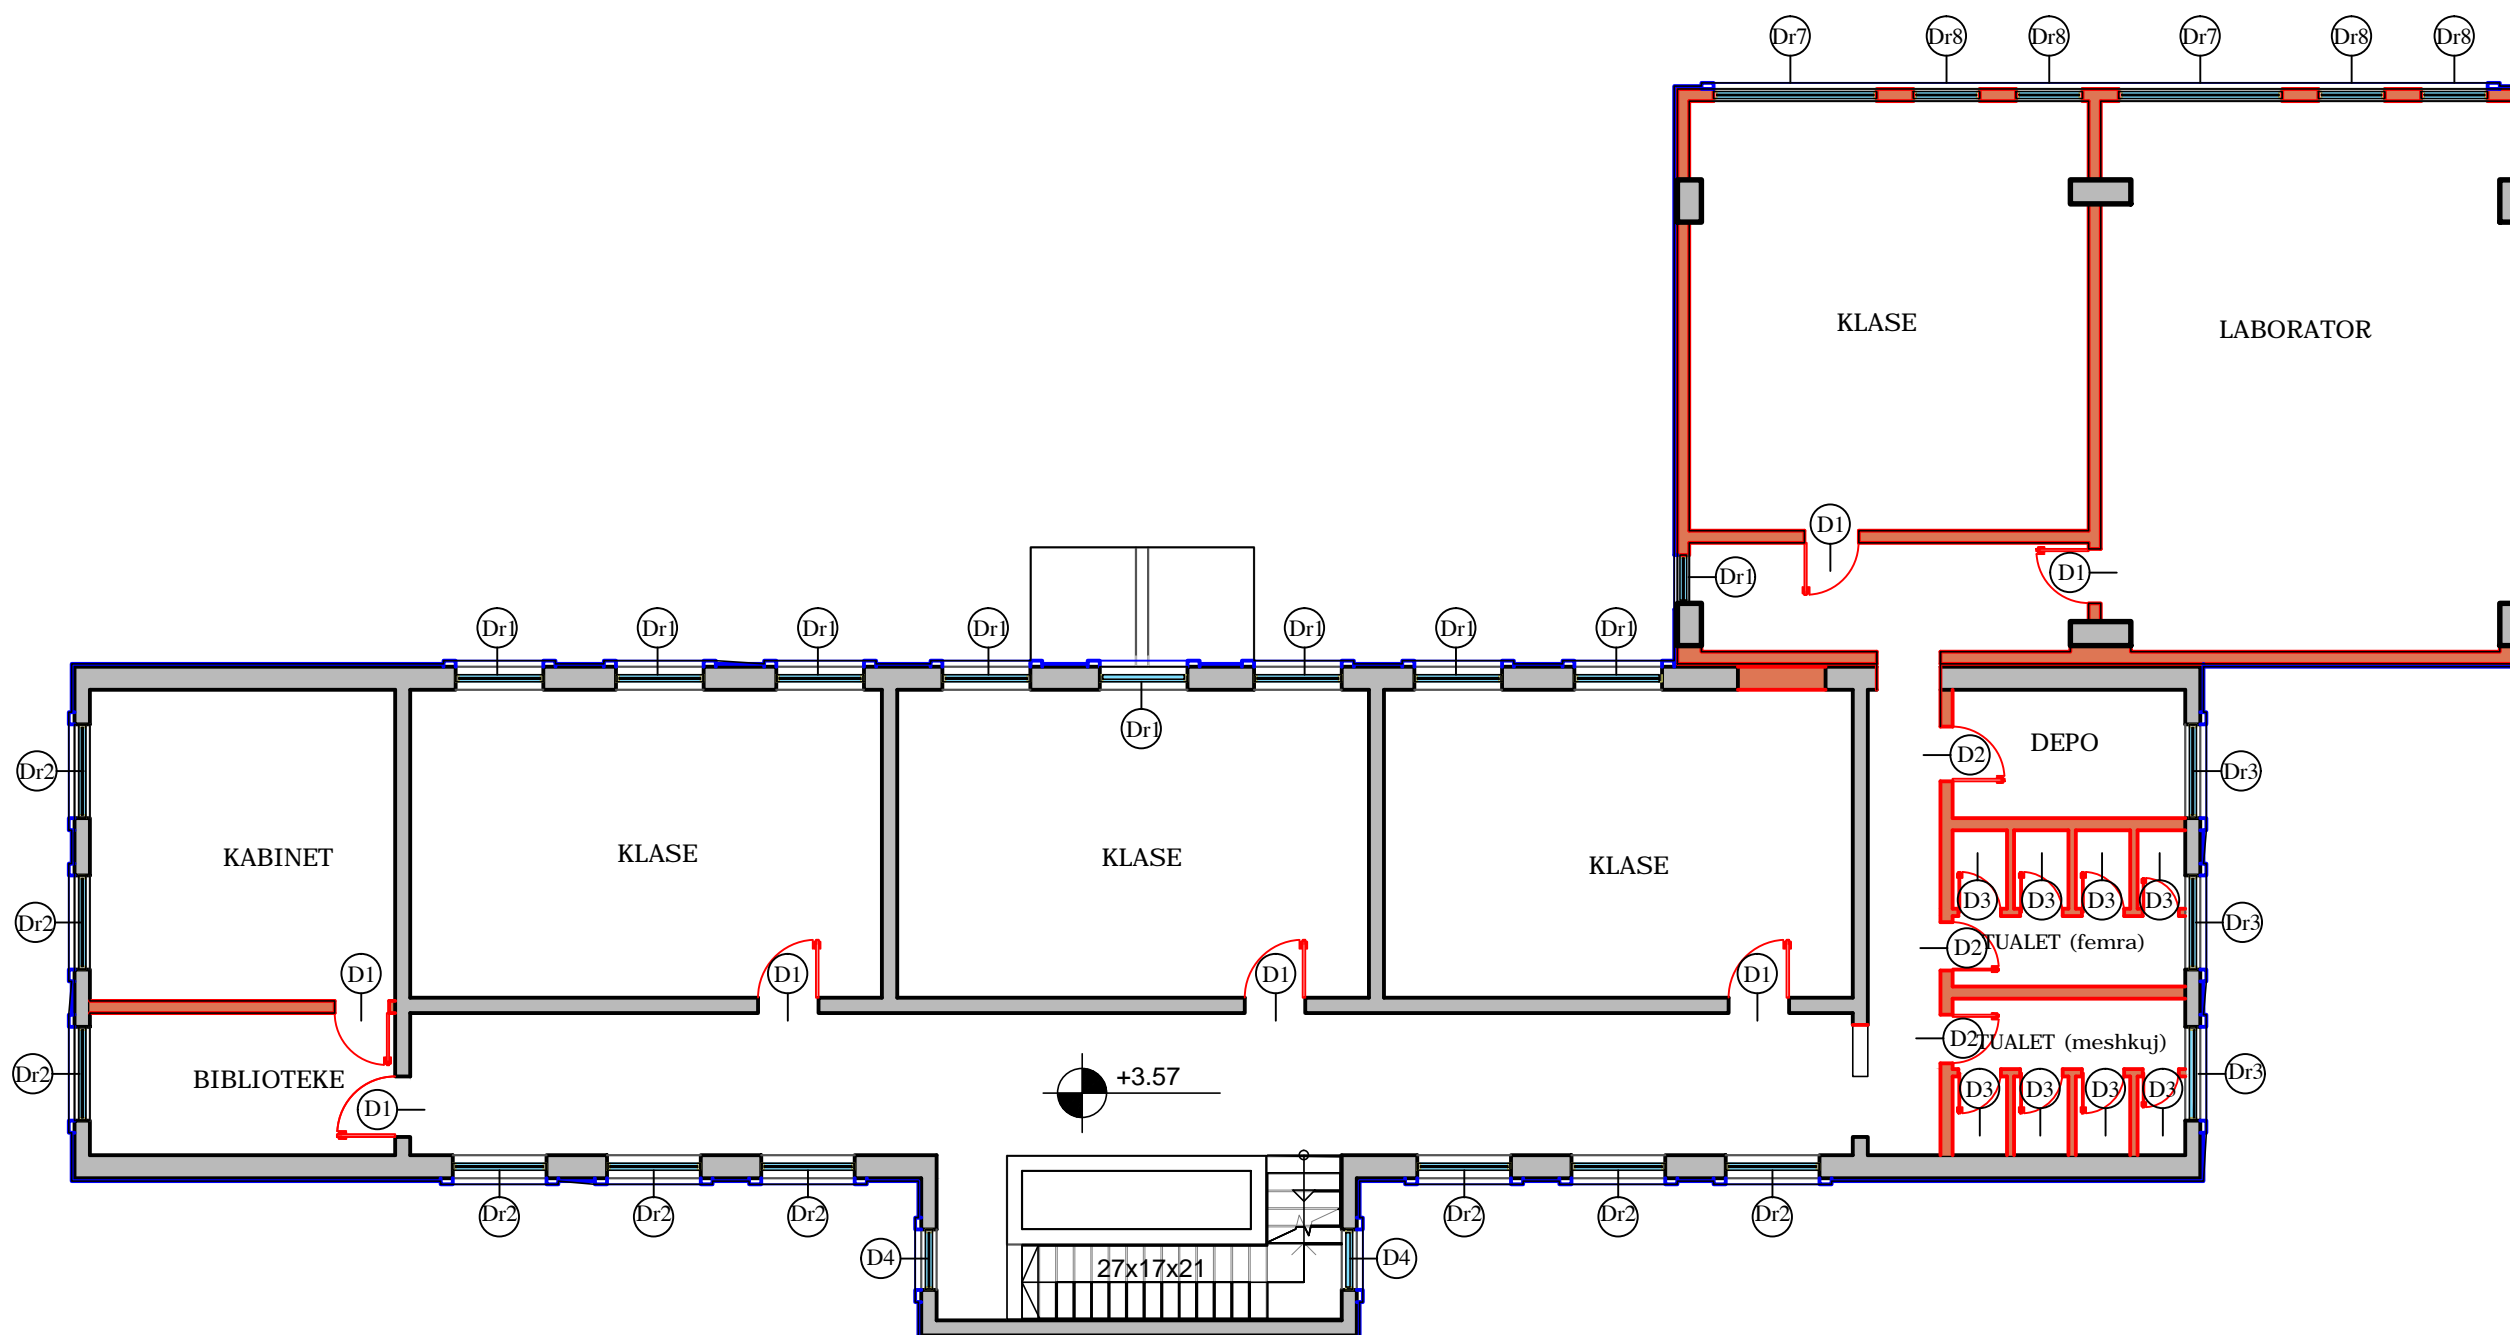 Dr7 Dr8 Dr8 Dr7 Dr8 Dr8
KLASE
LABORATOR
D1
Dr1
D1
Dr1 Dr1 Dr1 Dr1 Dr1 Dr1 Dr1
Dr1
DEPO
D2
Dr2
Dr3
KABINET
KLASE
KLASE
KLASE
D3 D3 D3 D3
Dr2
Dr3
D2
TUALET (femra)
D1
D1
D1
D1
D2
TUALET (meshkuj)
Dr2
BIBLIOTEKE
+3.57
Dr3
D3 D3 D3 D3
D1
Dr2 Dr2 Dr2
Dr2 Dr2 Dr2
D4
27x17x21
D4